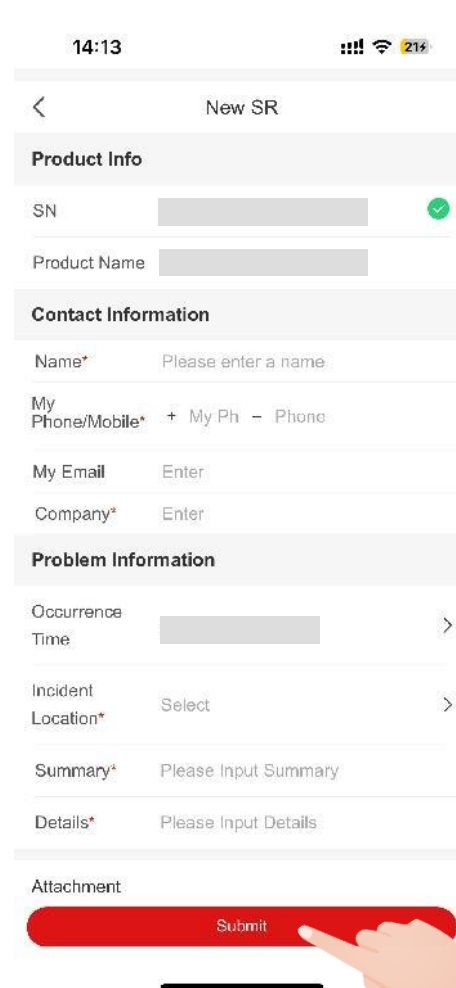 14:13
21
New SR
Product Info
SN
Product Name
Contact Information
Name* Please enter a name
My
Phone/Mobile* + My Ph – Phone
My Email Enter
Company* Enter
Problem Information
Occurrence
Time
Incident
Location* Select
Summary* Please Input Summary
Details* Please Input Details
Attachment
Submit